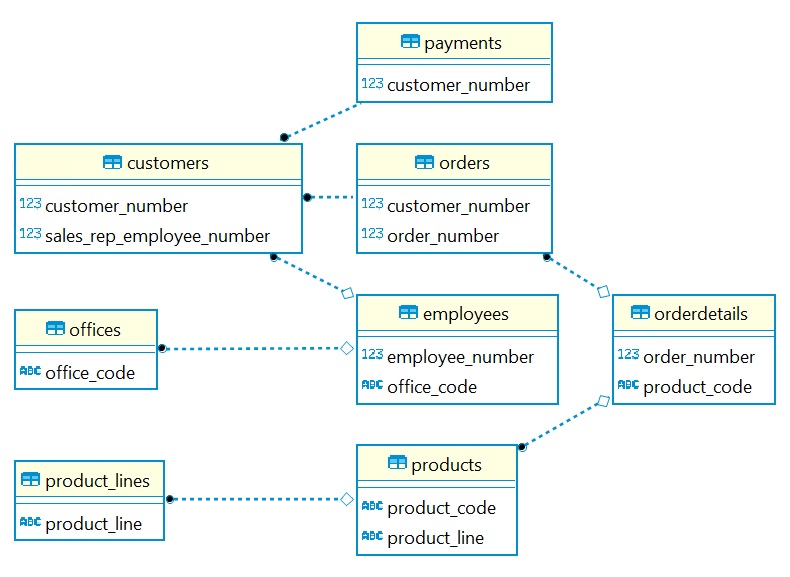 payments
123 customer_number
customers
123 customer_number
123 sales_rep_employee_number
orders
123 customer_number
123 order_number
offices
ABC office_code
employees
123 employee_number
ABC office_code
orderdetails
123 order_number
ABC product_code
product_lines
ABC product_line
products
ABC product_code
ABC product_line